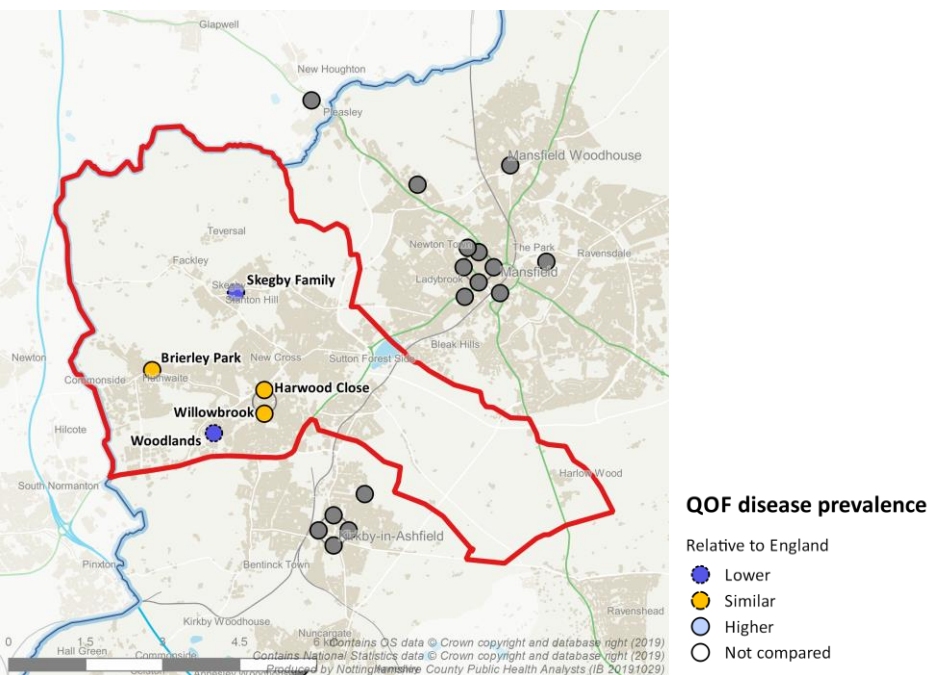 Glapwell
New Houghton
Pleasley
Mansfield Woodhouse
Teversal
Newton Town
The Park
Ravensdale
Fackley
Skegby
Skegby Family
Ladybrook
Mansfield
Stanton Hill
Bleak Hills
Newton
Brierley Park
New Cross
Sutton Forest Side
Commonside
Huthwaite
Harwood Close
Willowbrook
Hilcote
Woodlands
South Normanton
Harlow Wood
Kirkby-in-Ashfield
Bentinck Town
Pinxton
Ravenshead
Kirkby Woodhouse
Nuncargate
0 1.5 3 4.5 6 km
Hall Green
Commonside
Contains OS data © Crown copyright and database right (2019)
Contains National Statistics data © Crown copyright and database right (2019)
Produced by Nottinghamshire County Public Health Analysts (IB 20191029)
QOF disease prevalence
Relative to England
Lower
Similar
Higher
Not compared